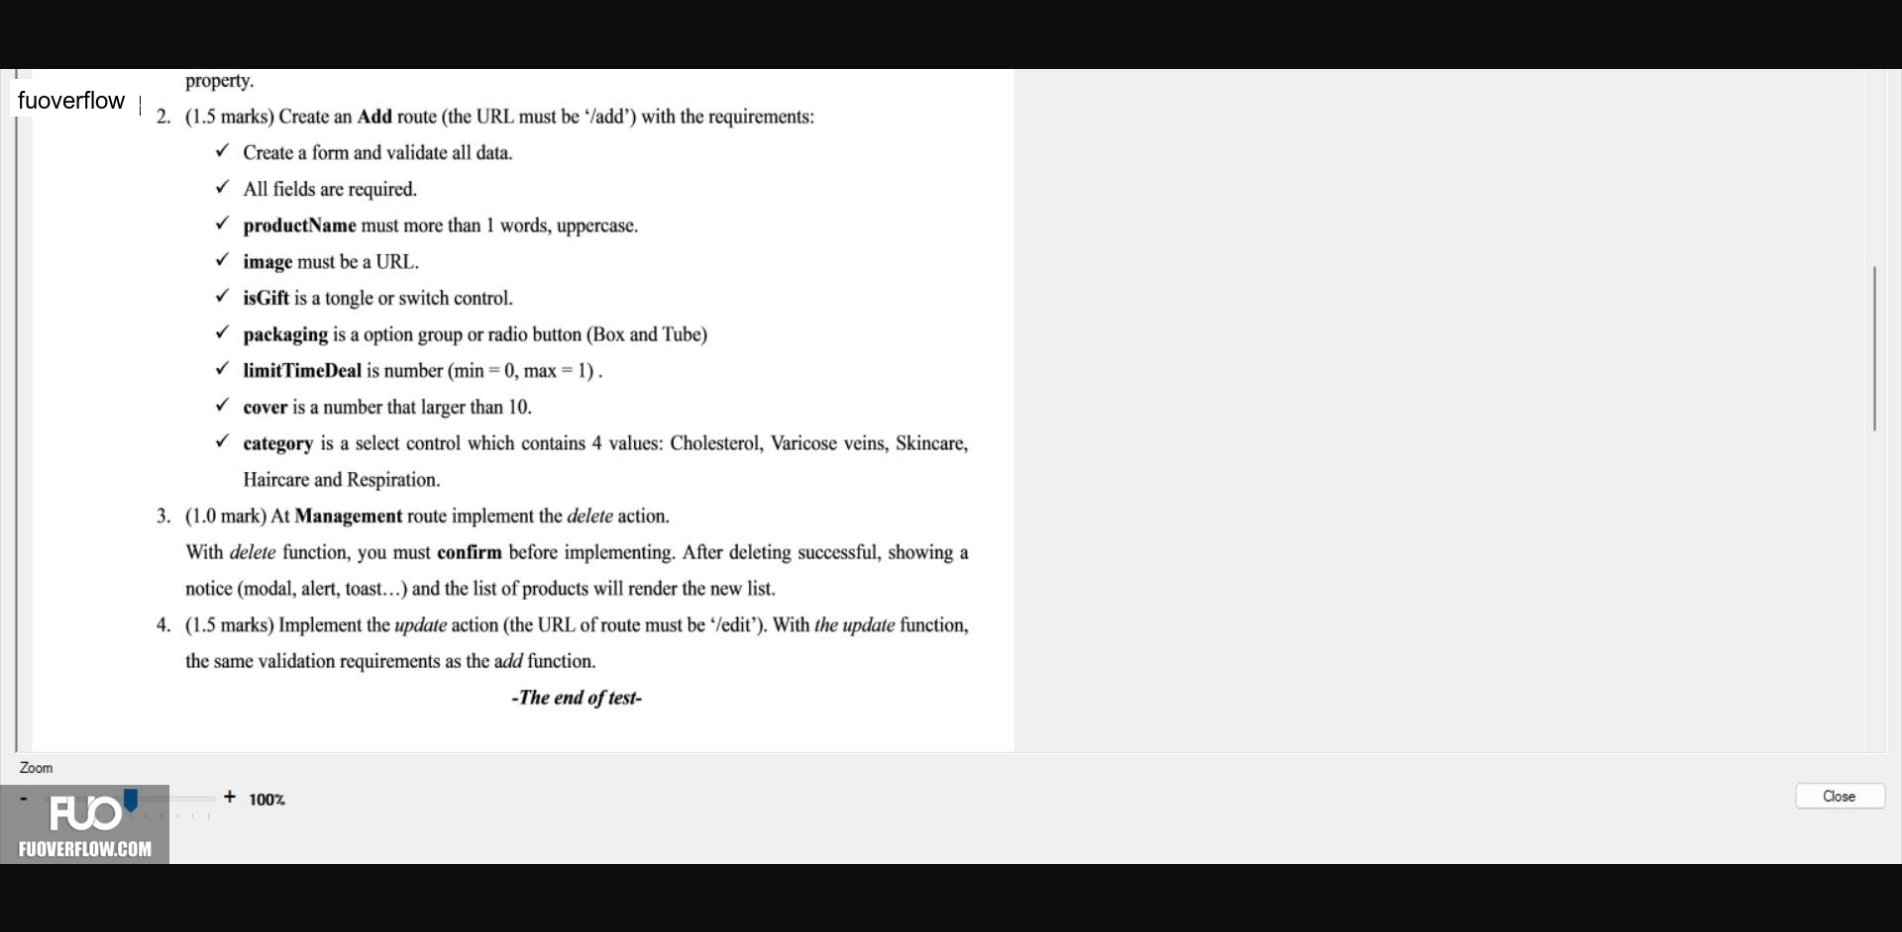 property.
fuoverflow
2. (1.5 marks) Create an Add route (the URL must be ‘/add’) with the requirements:
✓ Create a form and validate all data.
✓ All fields are required.
✓ productName must more than 1 words, uppercase.
✓ image must be a URL.
✓ isGift is a tongle or switch control.
✓ packaging is a option group or radio button (Box and Tube)
✓ limitTimeDeal is number (min = 0, max = 1) .
✓ cover is a number that larger than 10.
✓ category is a select control which contains 4 values: Cholesterol, Varicose veins, Skincare,
Haircare and Respiration.
3. (1.0 mark) At Management route implement the delete action.
With delete function, you must confirm before implementing. After deleting successful, showing a
notice (modal, alert, toast…) and the list of products will render the new list.
4. (1.5 marks) Implement the update action (the URL of route must be ‘/edit’). With the update function,
the same validation requirements as the add function.
-The end of test-
Zoom
- + 100%
Close
FUO
FUOVERFLOW.COM